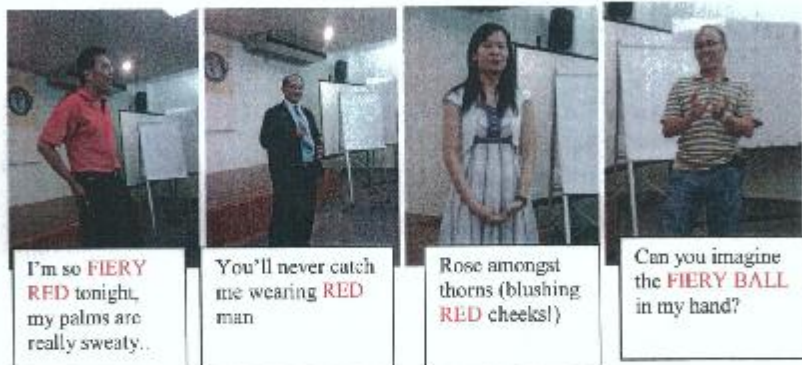 I'm so FIERY
RED tonight,
my palms are
really sweaty..
You'll never catch
me wearing RED
man
Rose amongst
thorns (blushing
RED cheeks!)
Can you imagine
the FIERY BALL
in my hand?